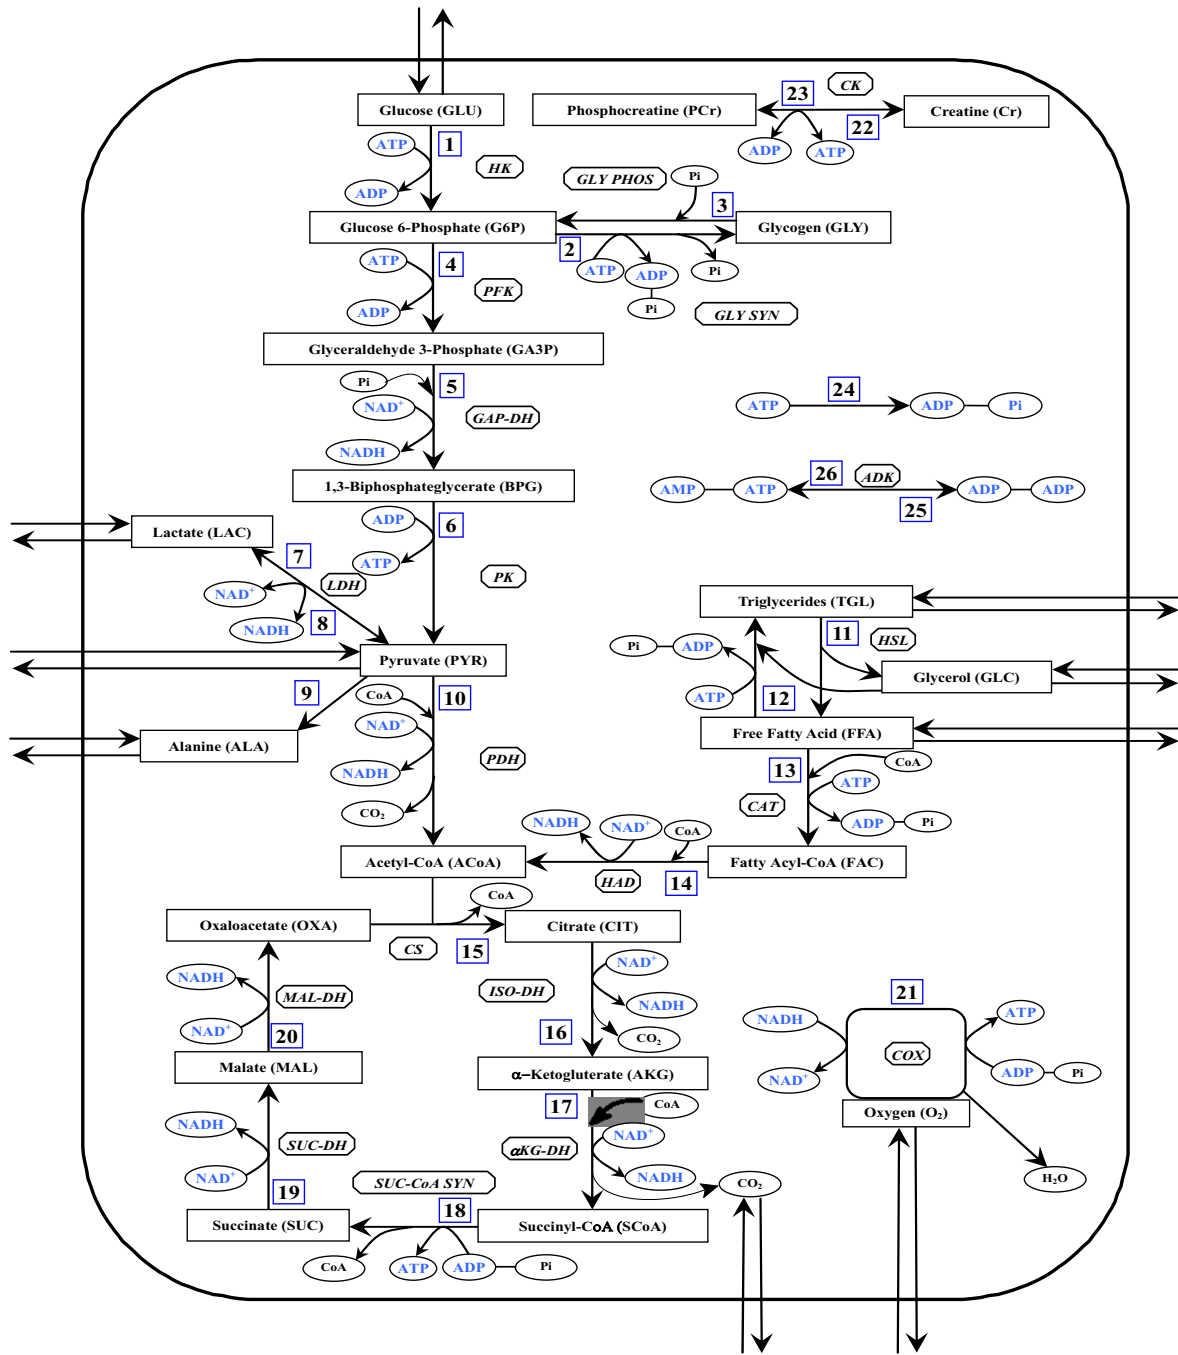 Glucose (GLU)
ATP
1
HK
ADP
Phosphocreatine (PCr)
23
CK
Creatine (Cr)
22
ADP
ATP
GLY PHOS
Pi
3
Glucose 6-Phosphate (G6P)
Glycogen (GLY)
2
ATP
ADP
Pi
Pi
GLY SYN
ATP
4
PFK
ADP
Glyceraldehyde 3-Phosphate (GA3P)
Pi
5
NAD+
GAP-DH
NADH
ATP
24
ADP
Pi
1,3-Biphosphateglycerate (BPG)
AMP
ATP
26
ADK
25
ADP
ADP
ADP
6
ATP
PK
Lactate (LAC)
7
LDH
NAD+
NADH
8
Pyruvate (PYR)
9
Alanine (ALA)
CoA
10
NAD+
NADH
PDH
CO2
Triglycerides (TGL)
11
HSL
Pi
ADP
ATP
12
Glycerol (GLC)
Free Fatty Acid (FFA)
13
CoA
ATP
CAT
ADP
Pi
Acetyl-CoA (ACoA)
NADH
NAD+
CoA
HAD
14
Fatty Acyl-CoA (FAC)
Oxaloacetate (OXA)
CoA
CS
15
Citrate (CIT)
NADH
MAL-DH
NAD+
20
ISO-DH
NAD+
NADH
16
CO2
Malate (MAL)
α–Ketogluterate (AKG)
17
CoA
NAD+
αKG-DH
NADH
CO2
NADH
SUC-DH
NAD+
19
SUC-CoA SYN
18
Succinate (SUC)
Succinyl-CoA (SCoA)
CoA
ATP
ADP
Pi
21
NADH
COX
ATP
NAD+
ADP
Pi
Oxygen (O2)
H2O